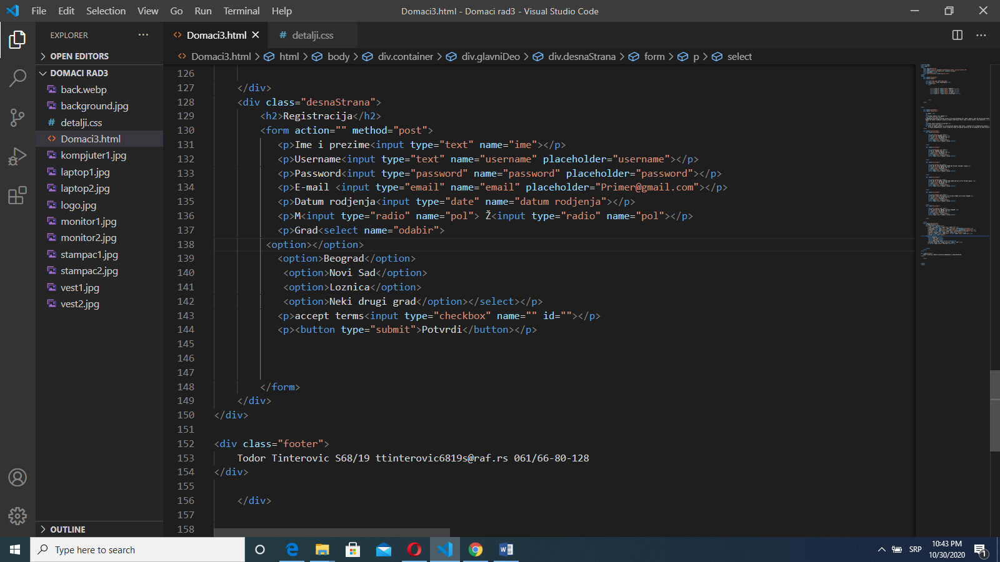 File Edit Selection View Go Run Terminal Help
Domaci3.html - Domaci rad3 - Visual Studio Code
EXPLORER
OPEN EDITORS
DOMACI RAD3
back.webp
background.jpg
# detalji.css
<> Domaci3.html
kompjuter1.jpg
laptop1.jpg
laptop2.jpg
logo.jpg
monitor1.jpg
monitor2.jpg
stampac1.jpg
stampac2.jpg
vest1.jpg
vest2.jpg
OUTLINE
<> Domaci3.html
# detalji.css
<> Domaci3.html > html > body > div.container > div.glavniDeo > div.desnaStrana > form > p > select
126
127 </div>
128 <div class="desnaStrana">
129 <h2>Registracija</h2>
130 <form action="" method="post">
131 <p>Ime i prezime<input type="text" name="ime"></p>
132 <p>Username<input type="text" name="username" placeholder="username"></p>
133 <p>Password<input type="password" name="password" placeholder="password"></p>
134 <p>E-mail <input type="email" name="email" placeholder="Primer@gmail.com"></p>
135 <p>Datum rodjenja<input type="date" name="datum rodjenja"></p>
136 <p>M<input type="radio" name="pol"> Ž<input type="radio" name="pol"></p>
137 <p>Grad<select name="odabir">
138 <option></option>
139 <option>Beograd</option>
140 <option>Novi Sad</option>
141 <option>Loznica</option>
142 <option>Neki drugi grad</option></select></p>
143 <p>accept terms<input type="checkbox" name="" id=""></p>
144 <p><button type="submit">Potvrdi</button></p>
145
146
147
148 </form>
149 </div>
150 </div>
151
152 <div class="footer">
153 Todor Tinterovic S68/19 ttinterovic6819s@raf.rs 061/66-80-128
154 </div>
155
156 </div>
157
158
Type here to search
SRP
10:43 PM
10/30/2020
1